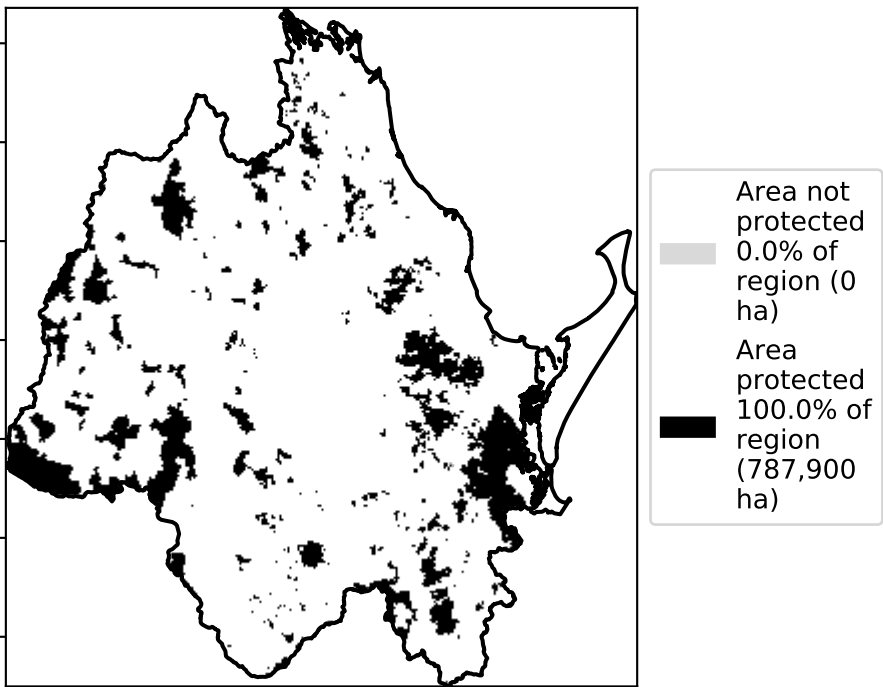 Area not
protected
0.0% of
region (0
ha)
Area
protected
100.0% of
region
(787,900
ha)